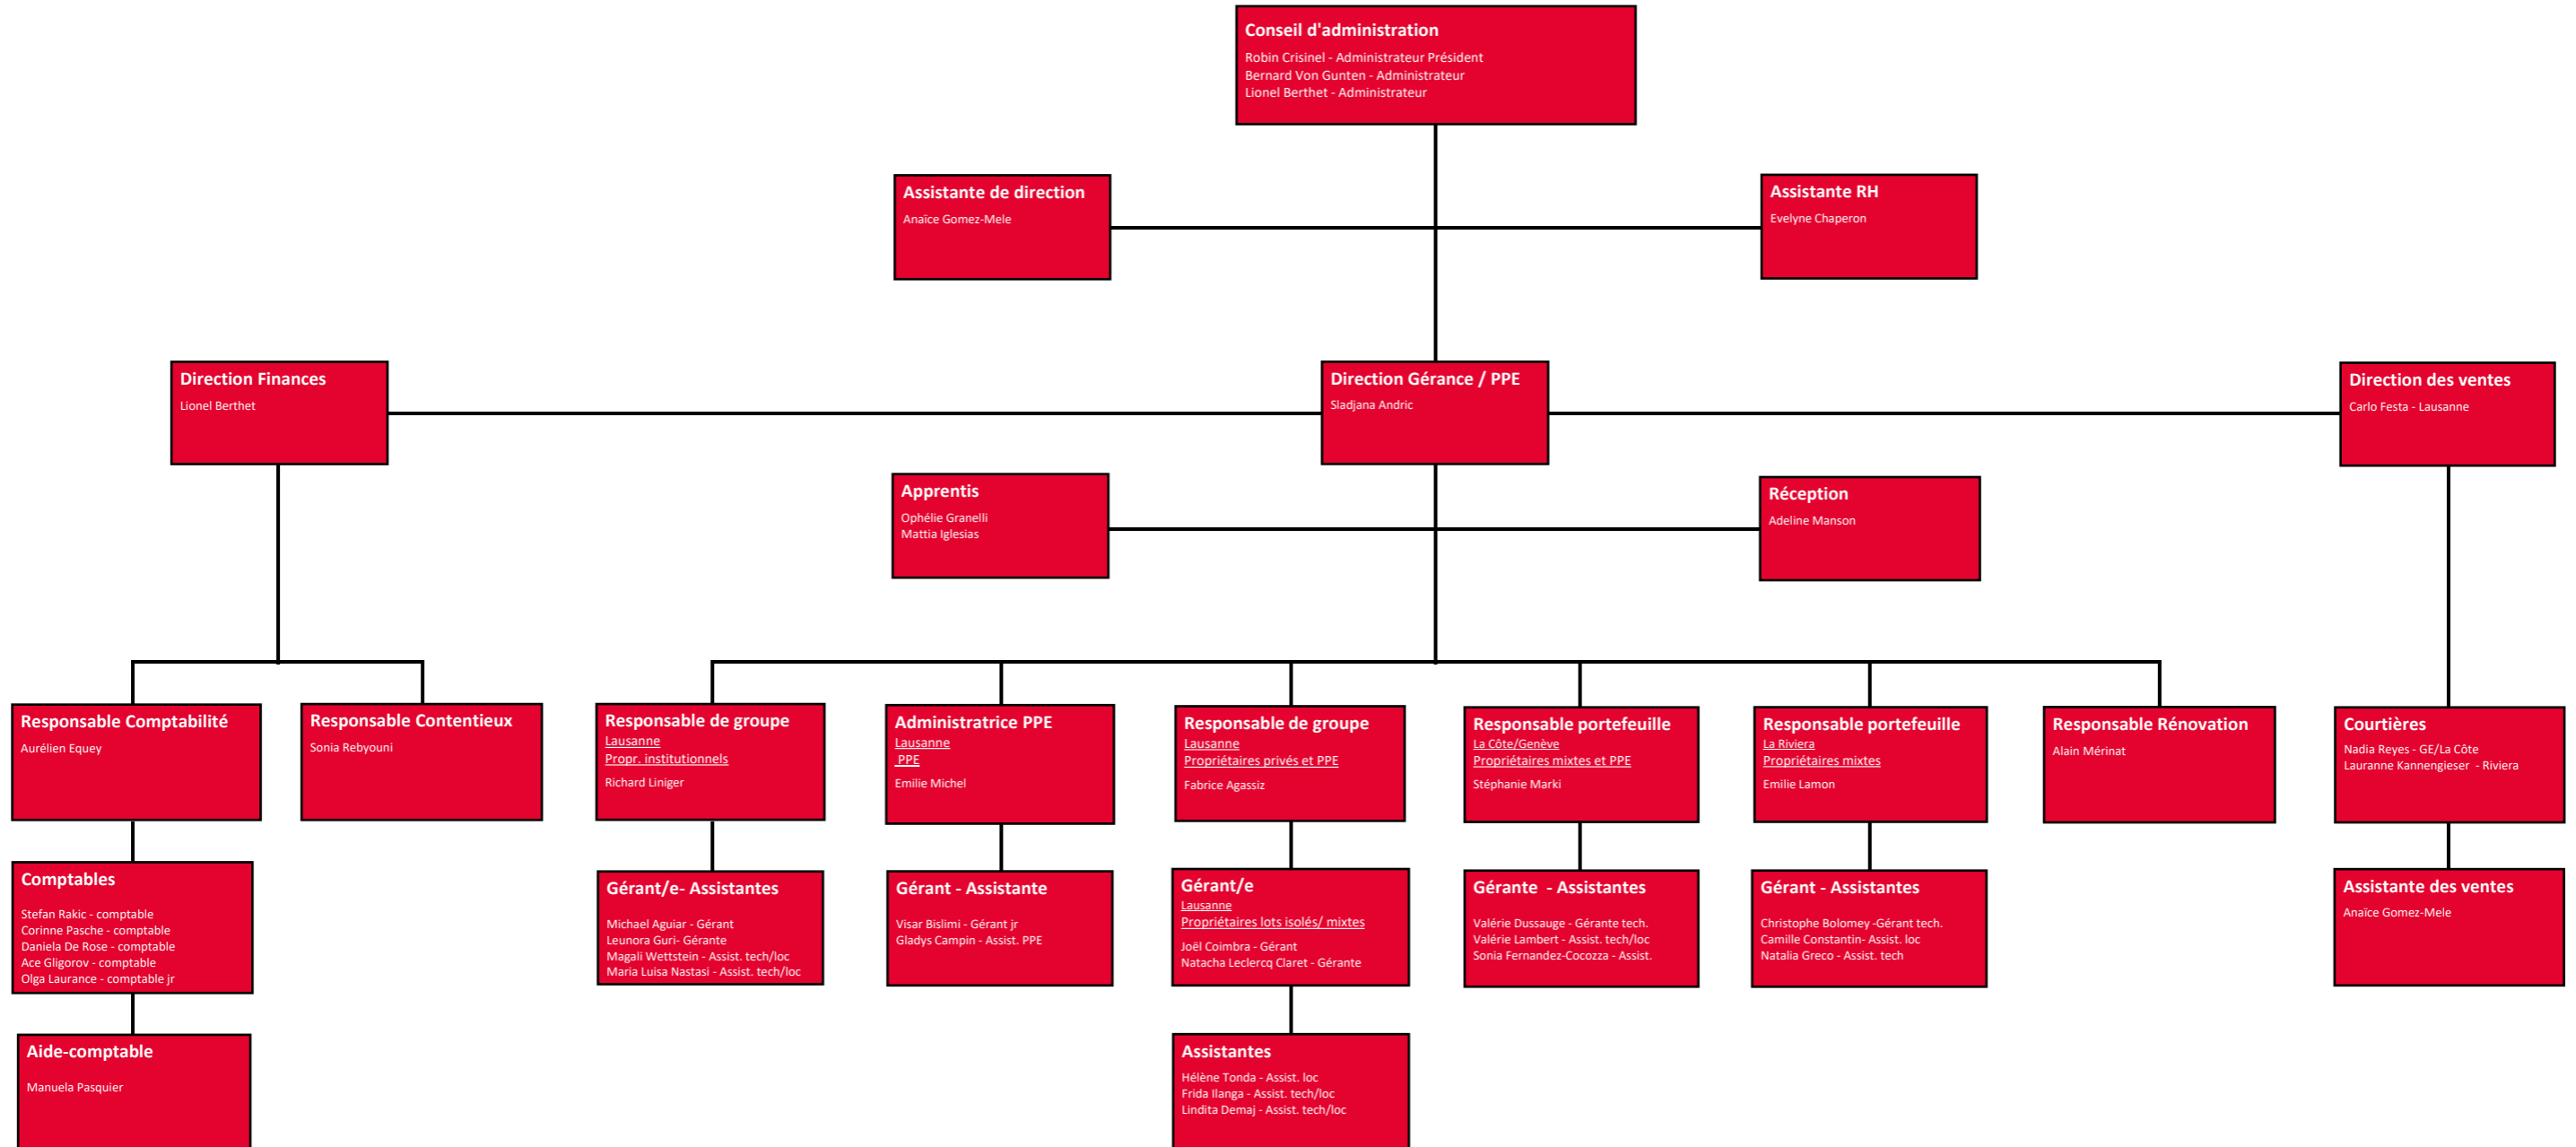 Conseil d'administration
Robin Crisinel - Administrateur Président
Bernard Von Gunten - Administrateur
Lionel Berthet - Administrateur
Assistante de direction
Anaïce Gomez-Mele
Assistante RH
Evelyne Chaperon
Direction Finances
Lionel Berthet
Direction Gérance / PPE
Sladjana Andric
Direction des ventes
Carlo Festa - Lausanne
Apprentis
Ophélie Granelli
Mattia Iglesias
Réception
Adeline Manson
Responsable Comptabilité
Aurélien Equey
Responsable Contentieux
Sonia Rebyouni
Responsable de groupe
Lausanne
Propr. institutionnels
Richard Liniger
Administratrice PPE
Lausanne
PPE
Emilie Michel
Responsable de groupe
Lausanne
Propriétaires privés et PPE
Fabrice Agassiz
Responsable portefeuille
La Côte/Genève
Propriétaires mixtes et PPE
Stéphanie Marki
Responsable portefeuille
La Riviera
Propriétaires mixtes
Emilie Lamon
Responsable Rénovation
Alain Mérinat
Courtières
Nadia Reyes - GE/La Côte
Lauranne Kannengieser - Riviera
Comptables
Stefan Rakic - comptable
Corinne Pasche - comptable
Daniela De Rose - comptable
Ace Gligorov - comptable
Olga Laurance - comptable jr
Gérant/e- Assistantes
Michael Aguiar - Gérant
Leunora Guri- Gérante
Magali Wettstein - Assist. tech/loc
Maria Luisa Nastasi - Assist. tech/loc
Gérant - Assistante
Visar Bislimi - Gérant jr
Gladys Campin - Assist. PPE
Gérant/e
Lausanne
Propriétaires lots isolés/ mixtes
Joël Coimbra - Gérant
Natacha Leclercq Claret - Gérante
Gérante - Assistantes
Valérie Dussauge - Gérante tech.
Valérie Lambert - Assist. tech/loc
Sonia Fernandez-Cocozza - Assist.
Gérant - Assistantes
Christophe Bolomey -Gérant tech.
Camille Constantin- Assist. loc
Natalia Greco - Assist. tech
Assistante des ventes
Anaïce Gomez-Mele
Aide-comptable
Manuela Pasquier
Assistantes
Hélène Tonda - Assist. loc
Frida Ilanga - Assist. tech/loc
Lindita Demaj - Assist. tech/loc